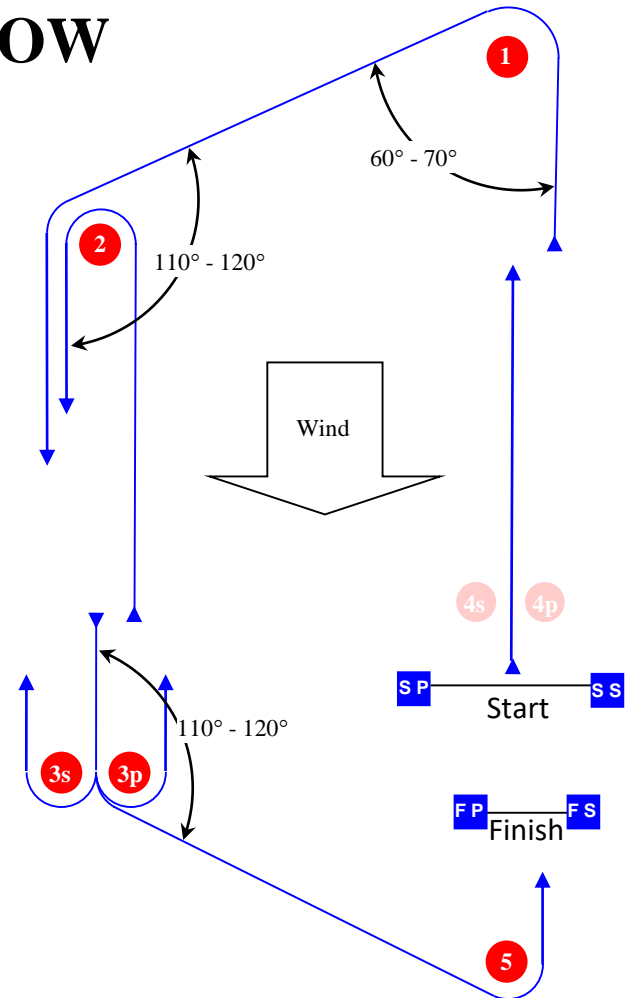 OW
1
60° - 70°
2
110° - 120°
Wind
4s 4p
S P S S
Start
110° - 120°
3s 3p
F P F S
Finish
5